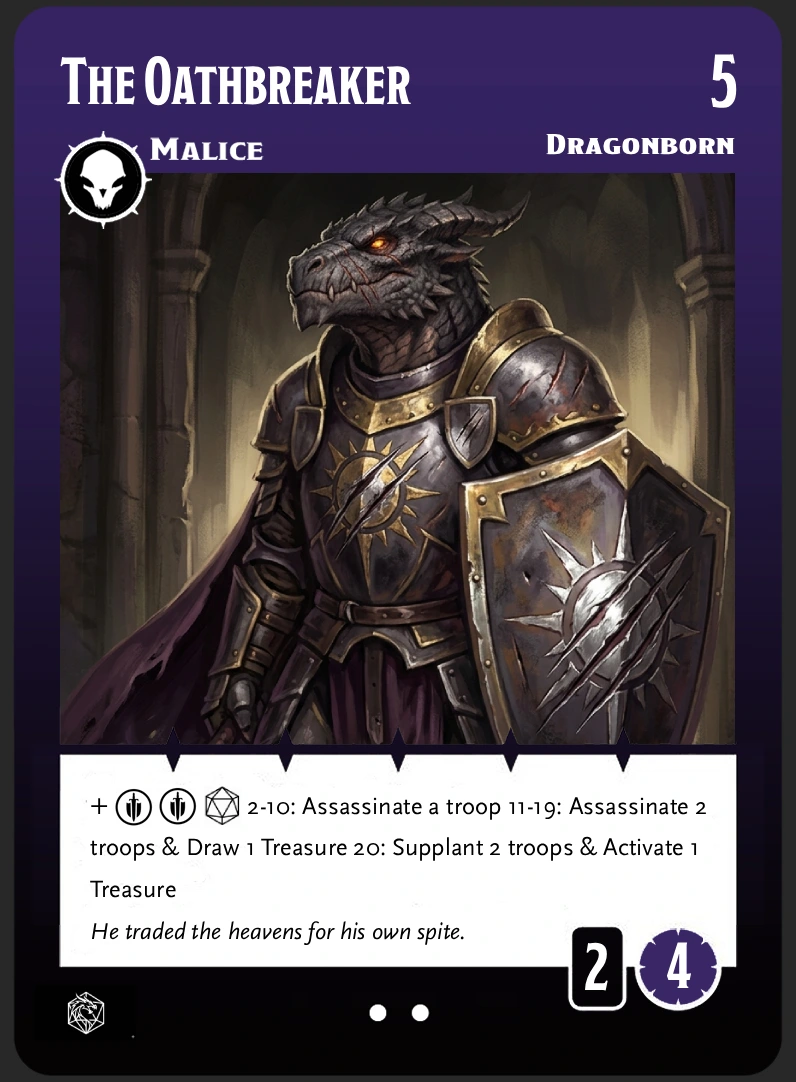 The Oathbreaker 5
Malice Dragonborn
+ 2-10: Assassinate a troop 11-19: Assassinate 2
troops & Draw 1 Treasure 20: Supplant 2 troops & Activate 1
Treasure
He traded the heavens for his own spite.
2 4